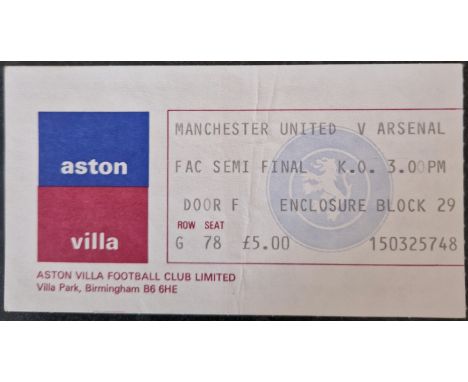 aston
villa
MANCHESTER UNITED V ARSENAL
FAC SEMI FINAL K.O. 3.00PM
DOOR F ENCLOSURE BLOCK 29
ROW SEAT
G 78 £5.00 150325748
ASTON VILLA FOOTBALL CLUB LIMITED
Villa Park, Birmingham B6 6HE